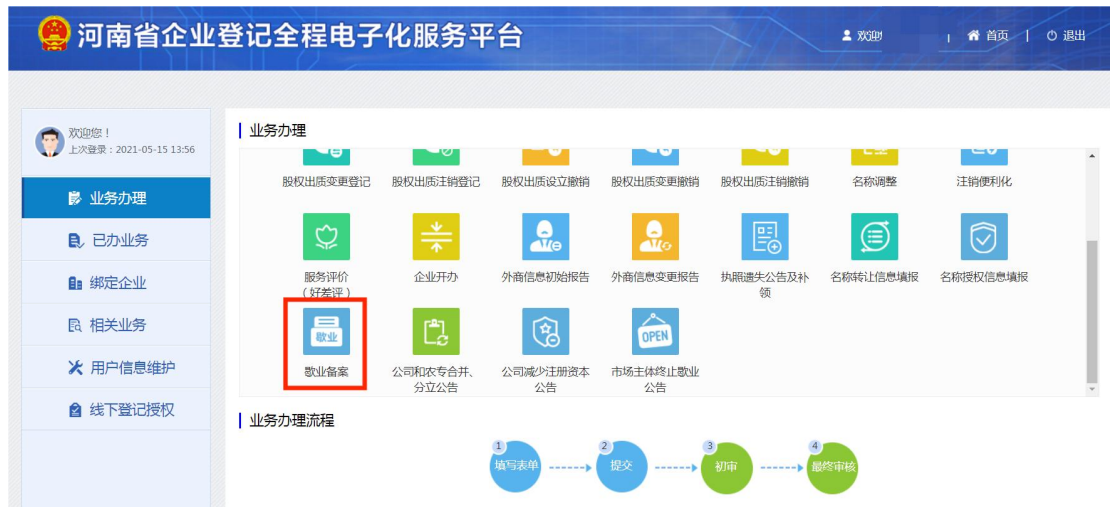 河南省企业登记全程电子化服务平台
欢迎!
首页
退出
欢迎您！
上次登录：2021-05-15 13:56
业务办理
已办业务
绑定企业
相关业务
用户信息维护
线下登记授权
业务办理
股权出质变更登记
股权出质注销登记
股权出质设立撤销
股权出质变更撤销
股权出质注销撤销
名称调整
注销便利化
服务评价
（好差评）
企业开办
外商信息初始报告
外商信息变更报告
执照遗失公告及补
领
名称转让信息填报
名称授权信息填报
歇业
歇业备案
公司和农专合并、
分立公告
公司减少注册资本
公告
OPEN
市场主体终止歇业
公告
业务办理流程
1
填写表单
2
提交
3
初审
4
最终审核